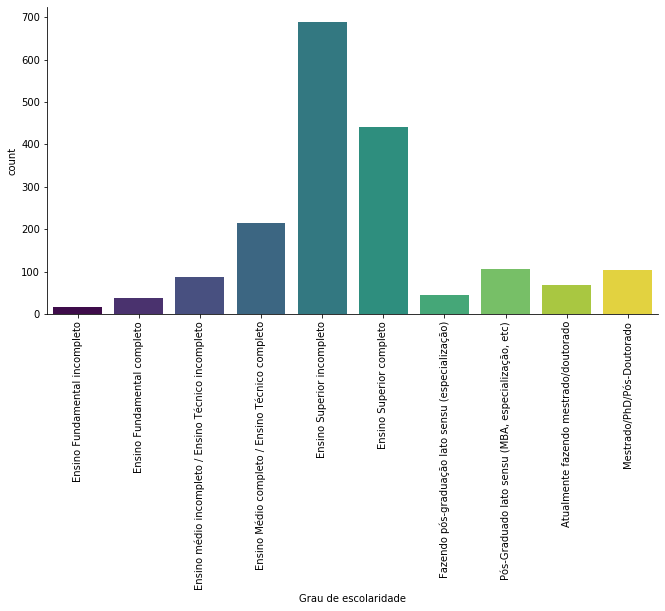 700
600
500
400
300
200
100
0
count
Ensino Fundamental incompleto
Ensino Fundamental completo
Ensino médio incompleto / Ensino Técnico incompleto
Ensino Médio completo / Ensino Técnico completo
Ensino Superior incompleto
Ensino Superior completo
Fazendo pós-graduação lato sensu (especialização)
Pós-Graduado lato sensu (MBA, especialização, etc)
Atualmente fazendo mestrado/doutorado
Mestrado/PhD/Pós-Doutorado
Grau de escolaridade